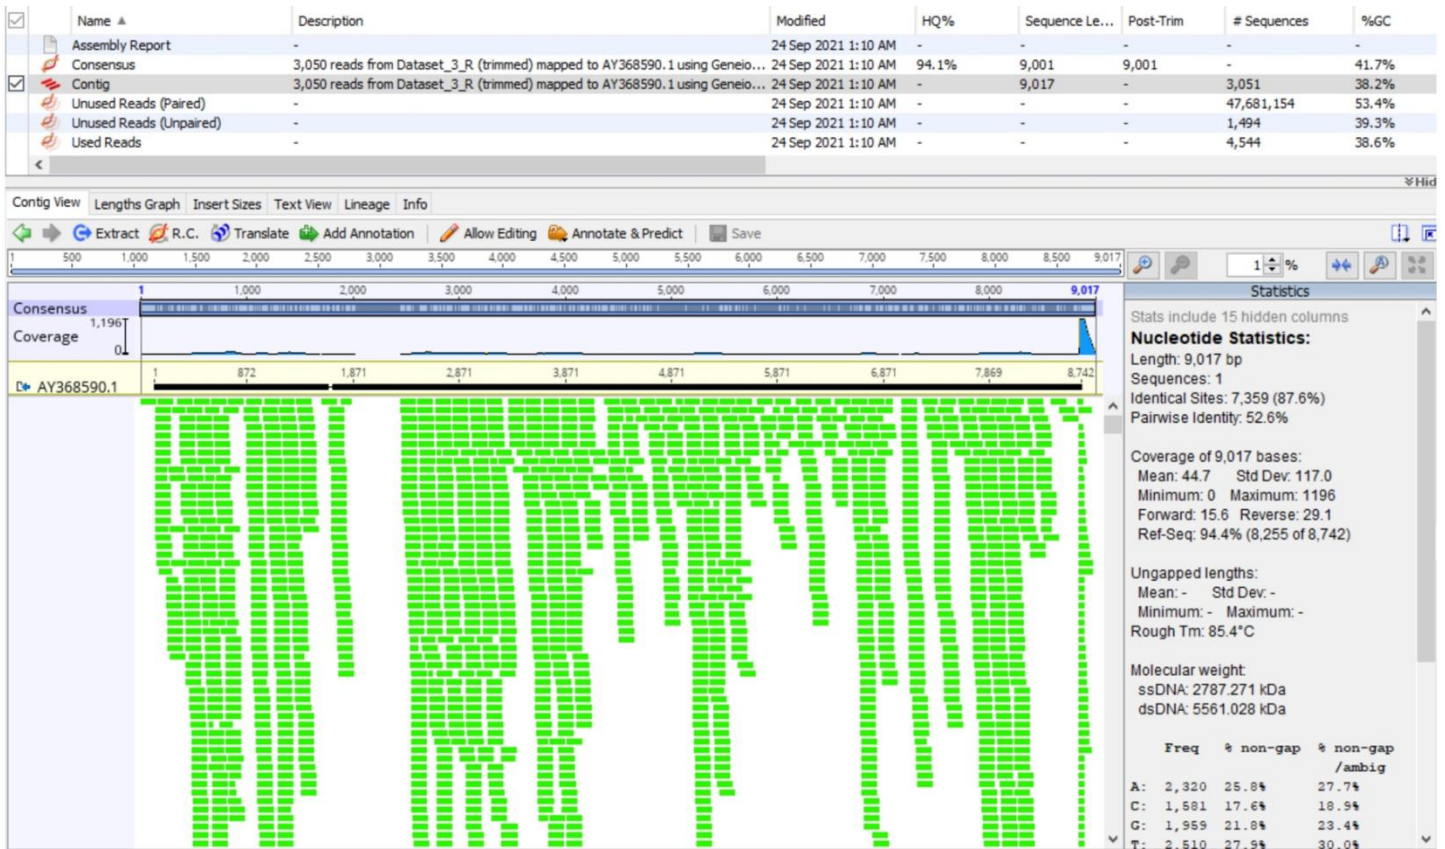 Name Description Modified HQ% Sequence Le... Post-Trim # Sequences %GC
Assembly Report - 24 Sep 2021 1:10 AM - - - - -
Consensus 3,050 reads from Dataset_3_R (trimmed) mapped to AY368590.1 using Geneio... 24 Sep 2021 1:10 AM 94.1% 9,001 9,001 - 41.7%
Contig 3,050 reads from Dataset_3_R (trimmed) mapped to AY368590.1 using Geneio... 24 Sep 2021 1:10 AM - 9,017 3,051 38.2%
Unused Reads (Paired) - 24 Sep 2021 1:10 AM - - - 47,681,154 53.4%
Unused Reads (Unpaired) - 24 Sep 2021 1:10 AM - - - 1,494 39.3%
Used Reads - 24 Sep 2021 1:10 AM - - - 4,544 38.6%
Hid
Contig View Lengths Graph Insert Sizes Text View Lineage Info
Extract R.C. Translate Add Annotation Allow Editing Annotate & Predict Save
1 500 1,000 1,500 2,000 2,500 3,000 3,500 4,000 4,500 5,000 5,500 6,000 6,500 7,000 7,500 8,000 8,500 9,017
1 %
1 1,000 2,000 3,000 4,000 5,000 6,000 7,000 8,000 9,017
Consensus
1,196
Coverage
0
1 872 1,871 2,871 3,871 4,871 5,871 6,871 7,869 8,742
AY368590.1
Statistics
Stats include 15 hidden columns
Nucleotide Statistics:
Length: 9,017 bp
Sequences: 1
Identical Sites: 7,359 (87.6%)
Pairwise Identity: 52.6%
Coverage of 9,017 bases:
Mean: 44.7 Std Dev: 117.0
Minimum: 0 Maximum: 1196
Forward: 15.6 Reverse: 29.1
Ref-Seq: 94.4% (8,255 of 8,742)
Ungapped lengths:
Mean: - Std Dev: -
Minimum: - Maximum: -
Rough Tm: 85.4°C
Molecular weight:
ssDNA: 2787.271 kDa
dsDNA: 5561.028 kDa
Freq % non-gap % non-gap
/ambig
A: 2,320 25.8% 27.7%
C: 1,581 17.6% 18.9%
G: 1,959 21.8% 23.4%
T: 2,510 27.9% 30.0%